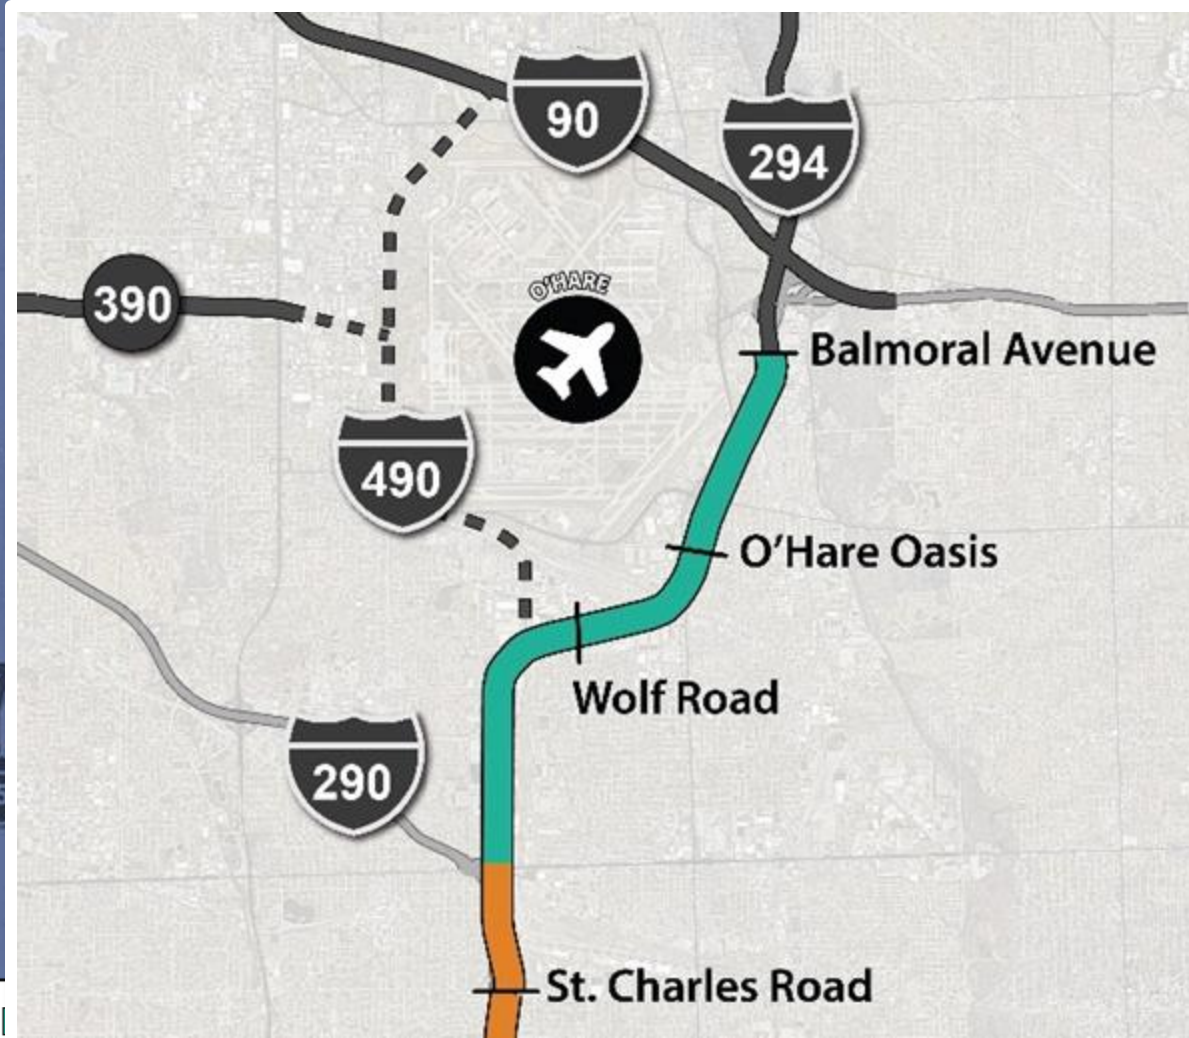 90
294
O'HARE
390
Balmoral Avenue
490
O'Hare Oasis
Wolf Road
290
St. Charles Road